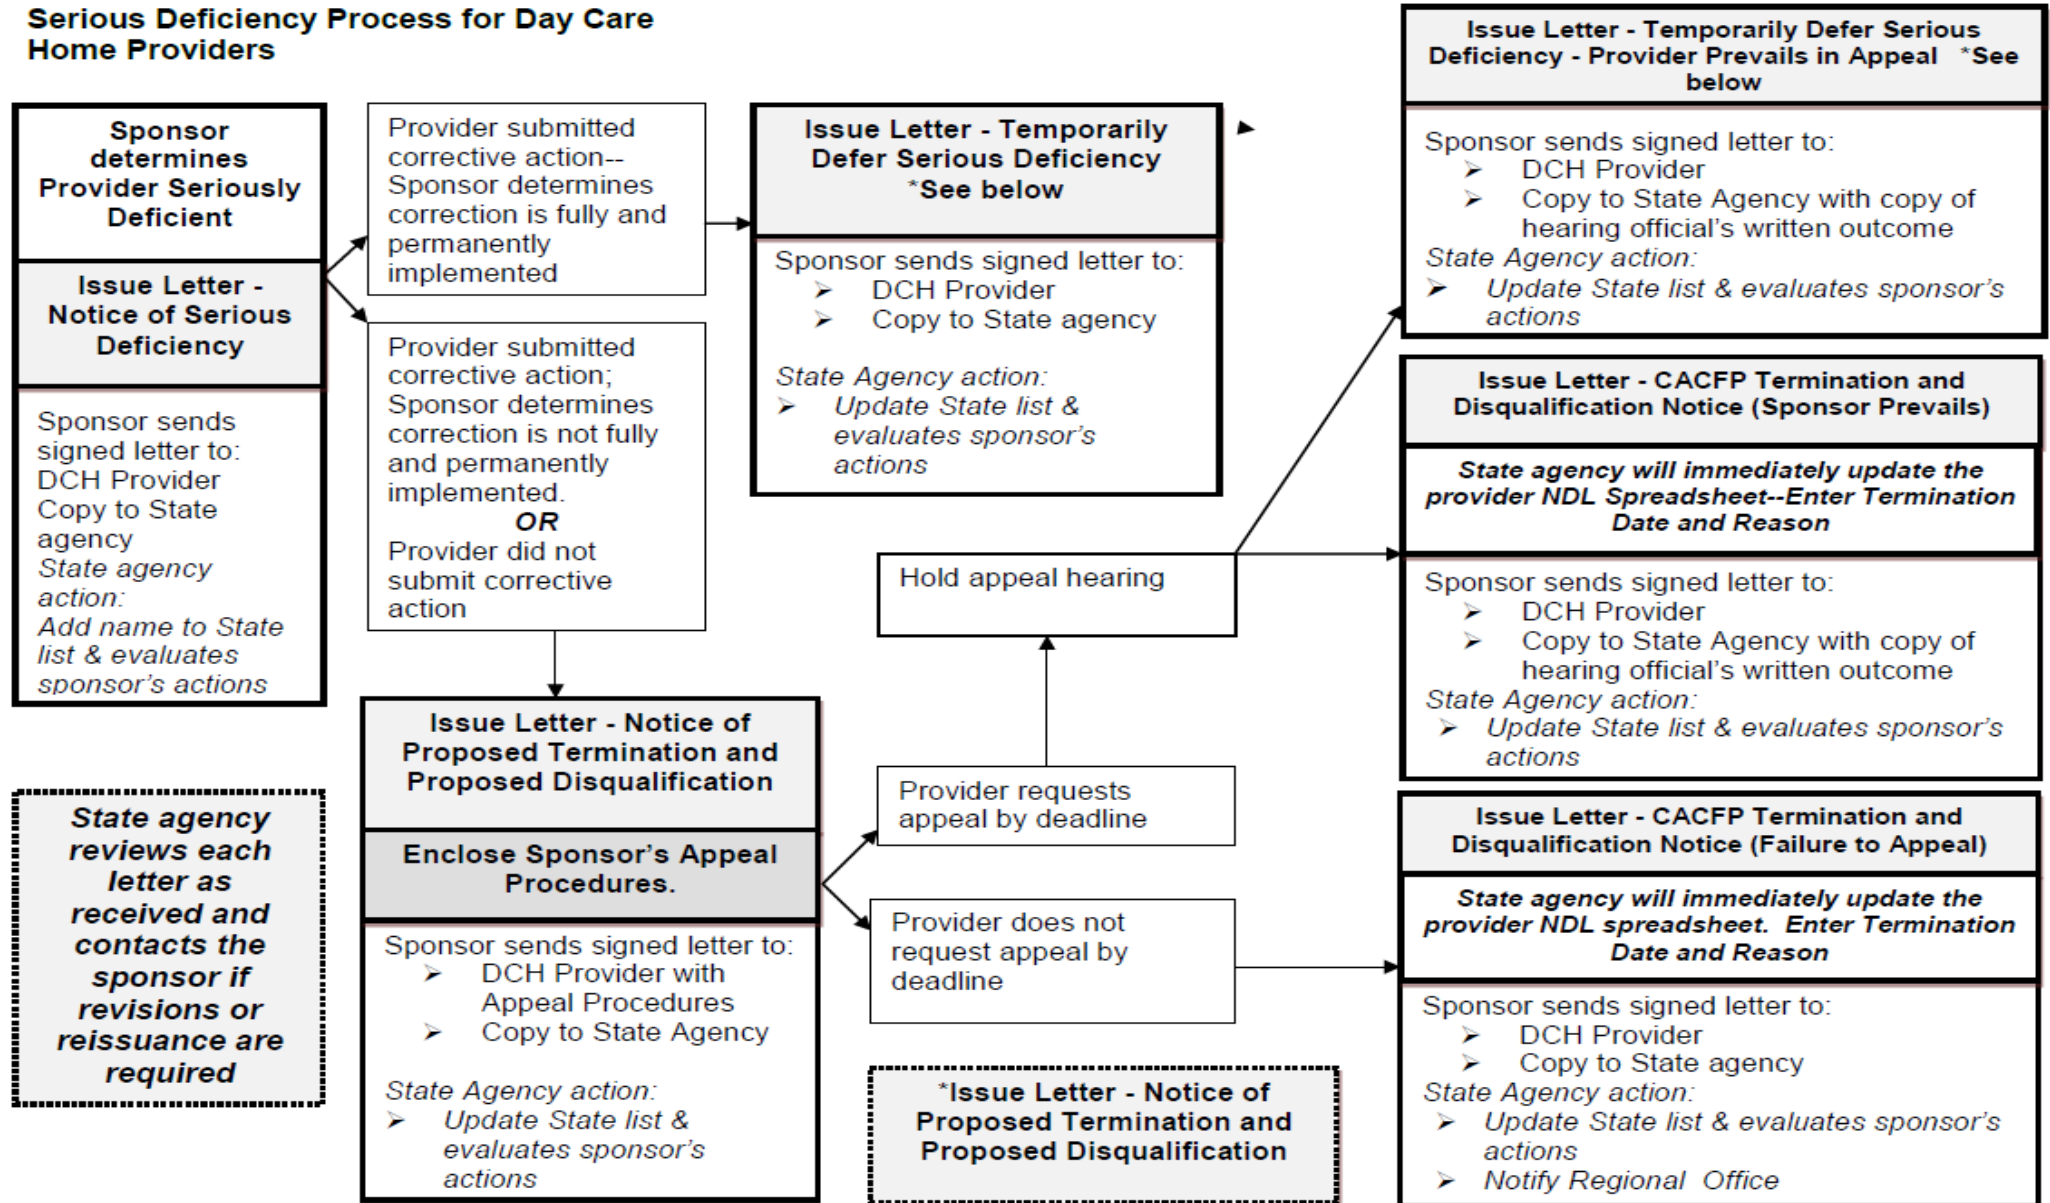 Serious Deficiency Process for Day Care
Home Providers
Sponsor
determines
Provider Seriously
Deficient
Issue Letter -
Notice of Serious
Deficiency
Sponsor sends
signed letter to:
DCH Provider
Copy to State
agency
State agency
action:
Add name to State
list & evaluates
sponsor's actions
State agency
reviews each
letter as
received and
contacts the
sponsor if
revisions or
reissuance are
required
Provider submitted
corrective action--
Sponsor determines
correction is fully and
permanently
implemented
Provider submitted
corrective action;
Sponsor determines
correction is not fully
and permanently
implemented.
OR
Provider did not
submit corrective
action
Issue Letter - Notice of
Proposed Termination and
Proposed Disqualification
Enclose Sponsor's Appeal
Procedures.
Sponsor sends signed letter to:
➢ DCH Provider with
Appeal Procedures
➢ Copy to State Agency
State Agency action:
➢ Update State list &
evaluates sponsor's
actions
Issue Letter - Temporarily
Defer Serious Deficiency
*See below
Sponsor sends signed letter to:
➢ DCH Provider
➢ Copy to State agency
State Agency action:
➢ Update State list &
evaluates sponsor's
actions
Hold appeal hearing
Provider requests
appeal by deadline
Provider does not
request appeal by
deadline
*Issue Letter - Notice of
Proposed Termination and
Proposed Disqualification
Issue Letter - Temporarily Defer Serious
Deficiency - Provider Prevails in Appeal *See
below
Sponsor sends signed letter to:
➢ DCH Provider
➢ Copy to State Agency with copy of
hearing official's written outcome
State Agency action:
➢ Update State list & evaluates sponsor's
actions
Issue Letter - CACFP Termination and
Disqualification Notice (Sponsor Prevails)
State agency will immediately update the
provider NDL Spreadsheet--Enter Termination
Date and Reason
Sponsor sends signed letter to:
➢ DCH Provider
➢ Copy to State Agency with copy of
hearing official's written outcome
State Agency action:
➢ Update State list & evaluates sponsor's
actions
Issue Letter - CACFP Termination and
Disqualification Notice (Failure to Appeal)
State agency will immediately update the
provider NDL spreadsheet. Enter Termination
Date and Reason
Sponsor sends signed letter to:
➢ DCH Provider
➢ Copy to State agency
State Agency action:
➢ Update State list & evaluates sponsor's
actions
➢ Notify Regional Office